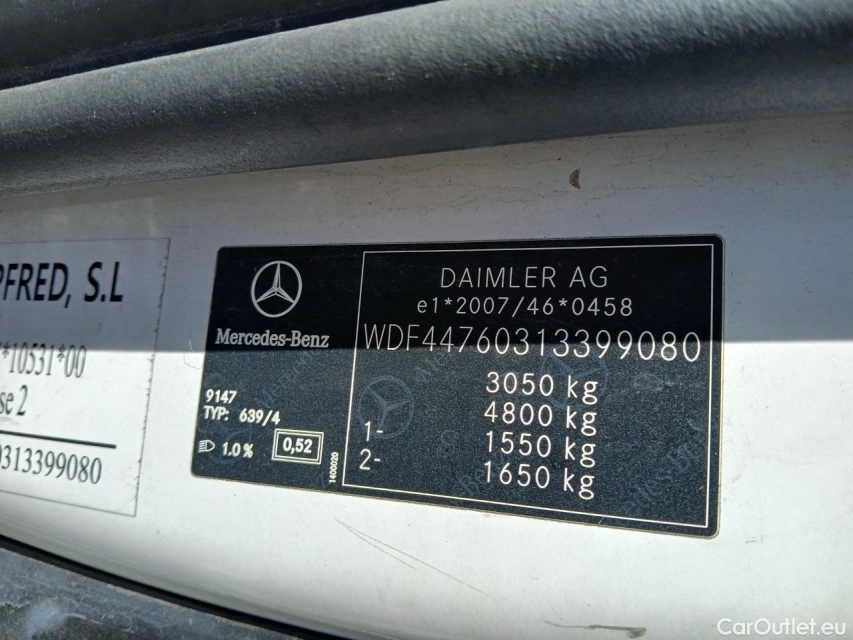 PFRED, S.L
*10531*00
se 2
0313399080
Mercedes-Benz
9147
TYP: 639/4
1.0 %
0,52
1400020
DAIMLER AG
e1*2007/46*0458
WDF44760313399080
3050 kg
4800 kg
1- 1550 kg
2- 1650 kg
CarOutlet.eu